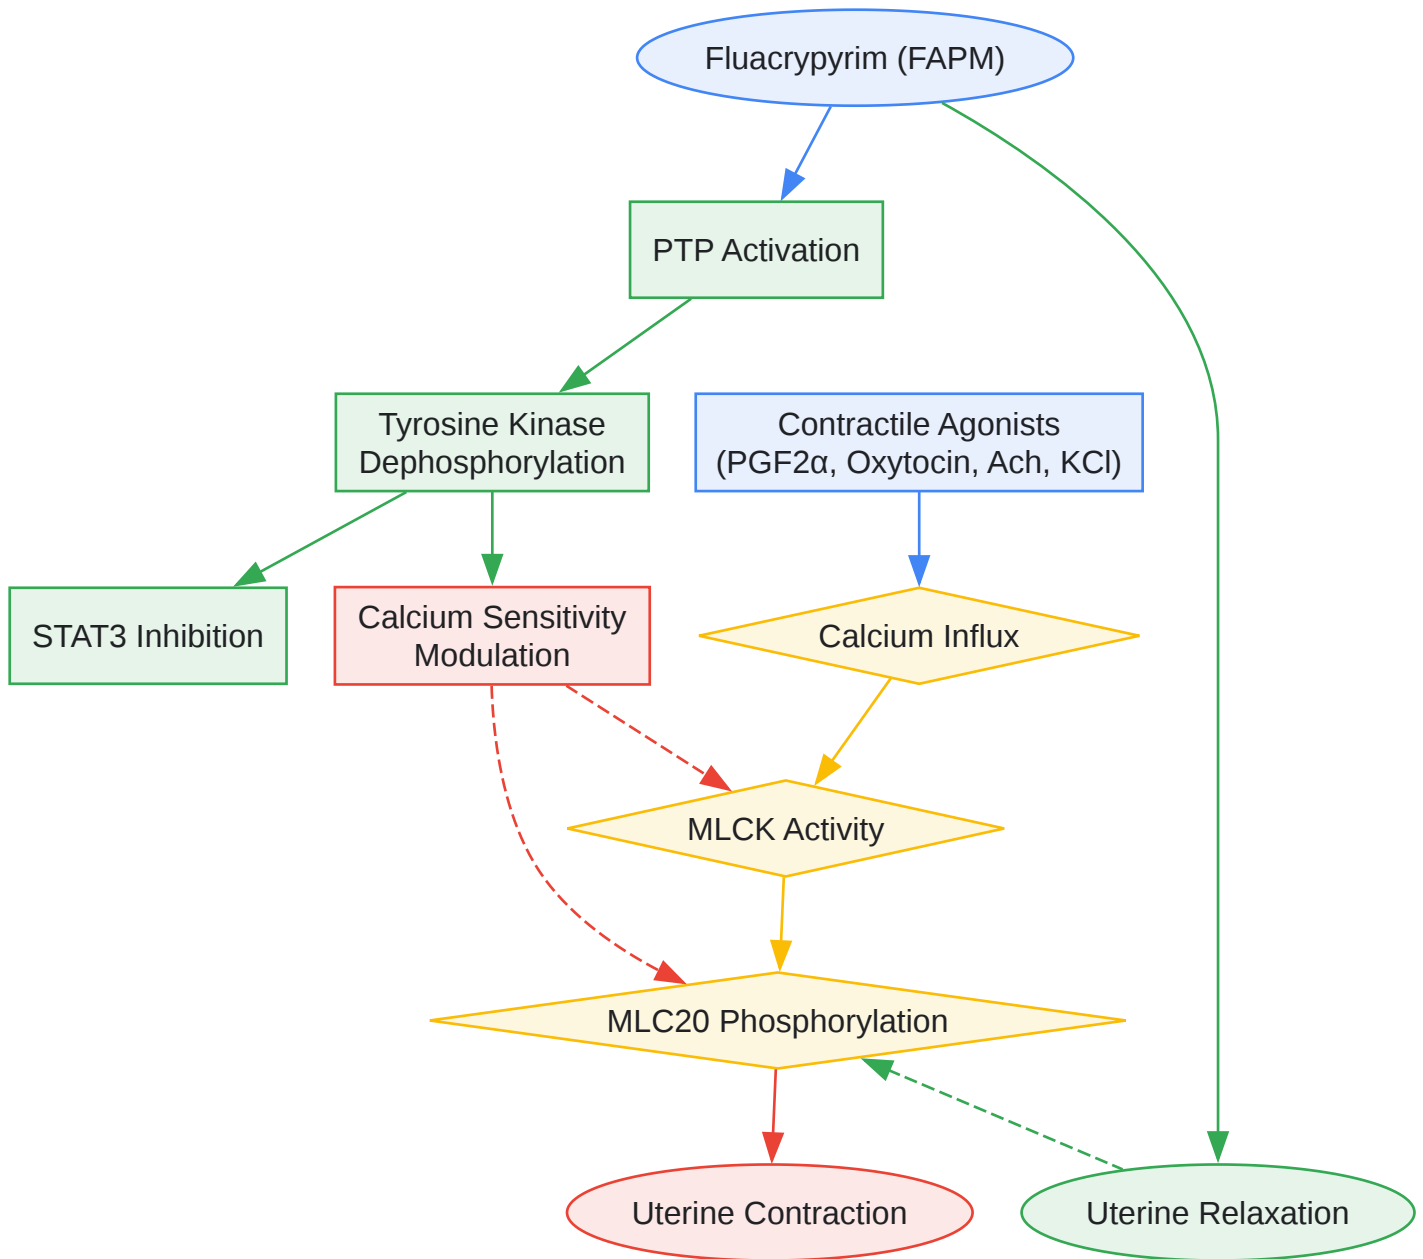 Fluacrypyrim (FAPM)
PTP Activation
Tyrosine Kinase
Dephosphorylation
Contractile Agonists
(PGF2α, Oxytocin, Ach, KCl)
STAT3 Inhibition
Calcium Sensitivity
Modulation
Calcium Influx
MLCK Activity
MLC20 Phosphorylation
Uterine Contraction
Uterine Relaxation